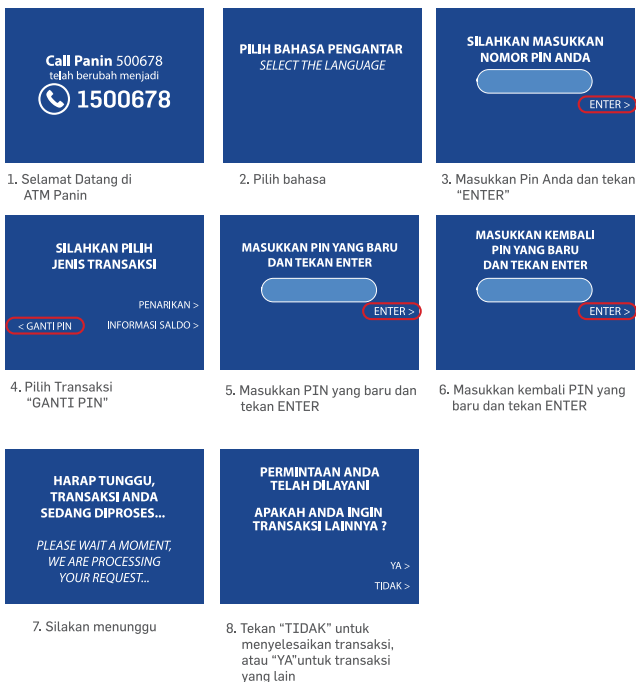 Call Panin 500678
telah berubah menjadi
1500678
1. Selamat Datang di
ATM Panin
PILIH BAHASA PENGANTAR
SELECT THE LANGUAGE
2. Pilih bahasa
SILAHKAN MASUKKAN
NOMOR PIN ANDA
ENTER >
3. Masukkan Pin Anda dan tekan
“ENTER”
SILAHKAN PILIH
JENIS TRANSAKSI
PENARIKAN >
< GANTI PIN
INFORMASI SALDO >
4. Pilih Transaksi
“GANTI PIN”
MASUKKAN PIN YANG BARU
DAN TEKAN ENTER
ENTER >
5. Masukkan PIN yang baru dan
tekan ENTER
MASUKKAN KEMBALI
PIN YANG BARU
DAN TEKAN ENTER
ENTER >
6. Masukkan kembali PIN yang
baru dan tekan ENTER
HARAP TUNGGU,
TRANSAKSI ANDA
SEDANG DIPROSES...
PLEASE WAIT A MOMENT,
WE ARE PROCESSING
YOUR REQUEST...
7. Silakan menunggu
PERMINTAAN ANDA
TELAH DILAYANI
APAKAH ANDA INGIN
TRANSAKSI LAINNYA ?
YA >
TIDAK >
8. Tekan “TIDAK” untuk
menyelesaikan transaksi,
atau “YA”untuk transaksi
yang lain